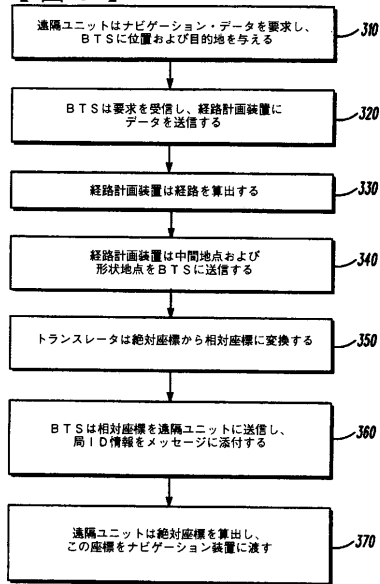 遠隔ユニットはナビゲーション・データを要求し、
BTSに位置および目的地を与える
310
BTSは要求を受信し、経路計画装置に
データを送信する
320
経路計画装置は経路を算出する
330
経路計画装置は中間地点および
形状地点をBTSに送信する
340
トランスレータは絶対座標から相対座標に変換する
350
BTSは相対座標を遠隔ユニットに送信し、
局ID情報をメッセージに添付する
360
遠隔ユニットは絶対座標を算出し、
この座標をナビゲーション装置に渡す
370